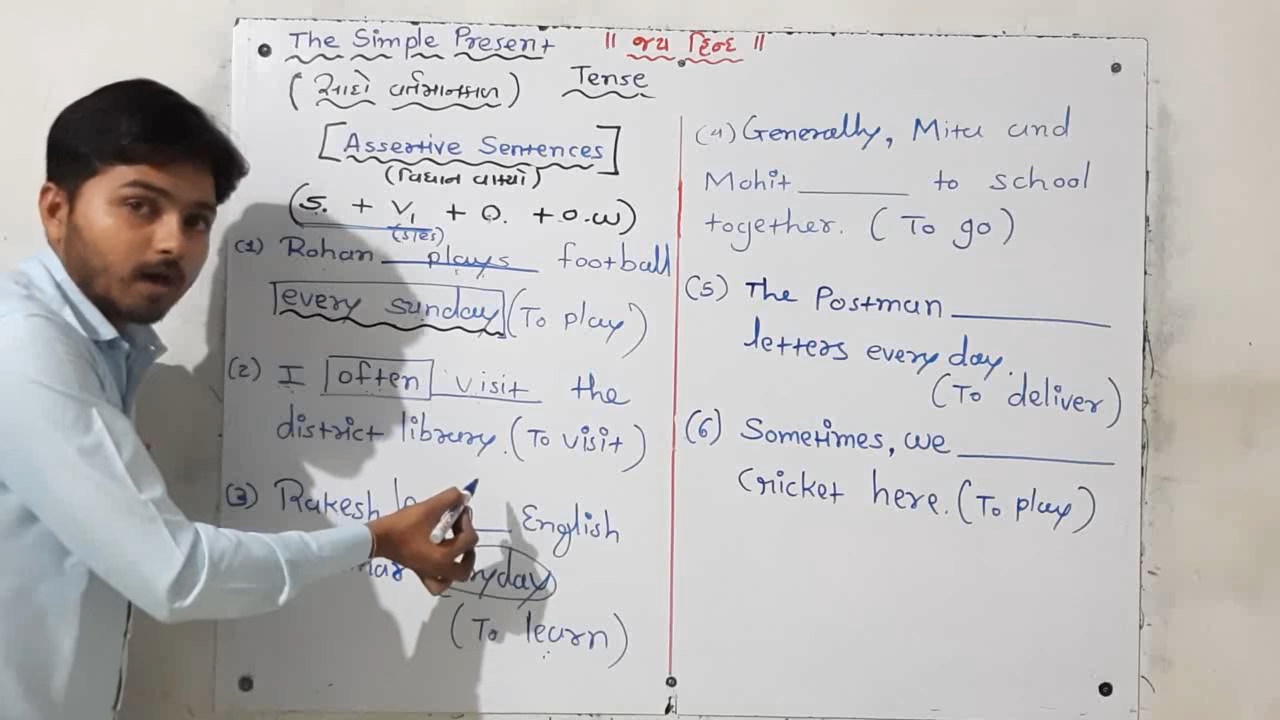 The Simple Present
|| જય હિન્દ ||
(સાદો વર્તમાનકાળ) Tense
[Assertive Sentences]
(વિધાન વાક્યો)
(S. + V₁ + O. + O.W)
(s/es)
(1) Rohan plays football
every sunday (To play)
(2) I often visit the
district library. (To visit)
(3) Rakesh English
(To learn)
(4) Generally, Mita and
Mohit ______ to school
together. (To go)
(5) The Postman ______
letters every day.
(To deliver)
(6) Sometimes, we ______
Cricket here. (To play)